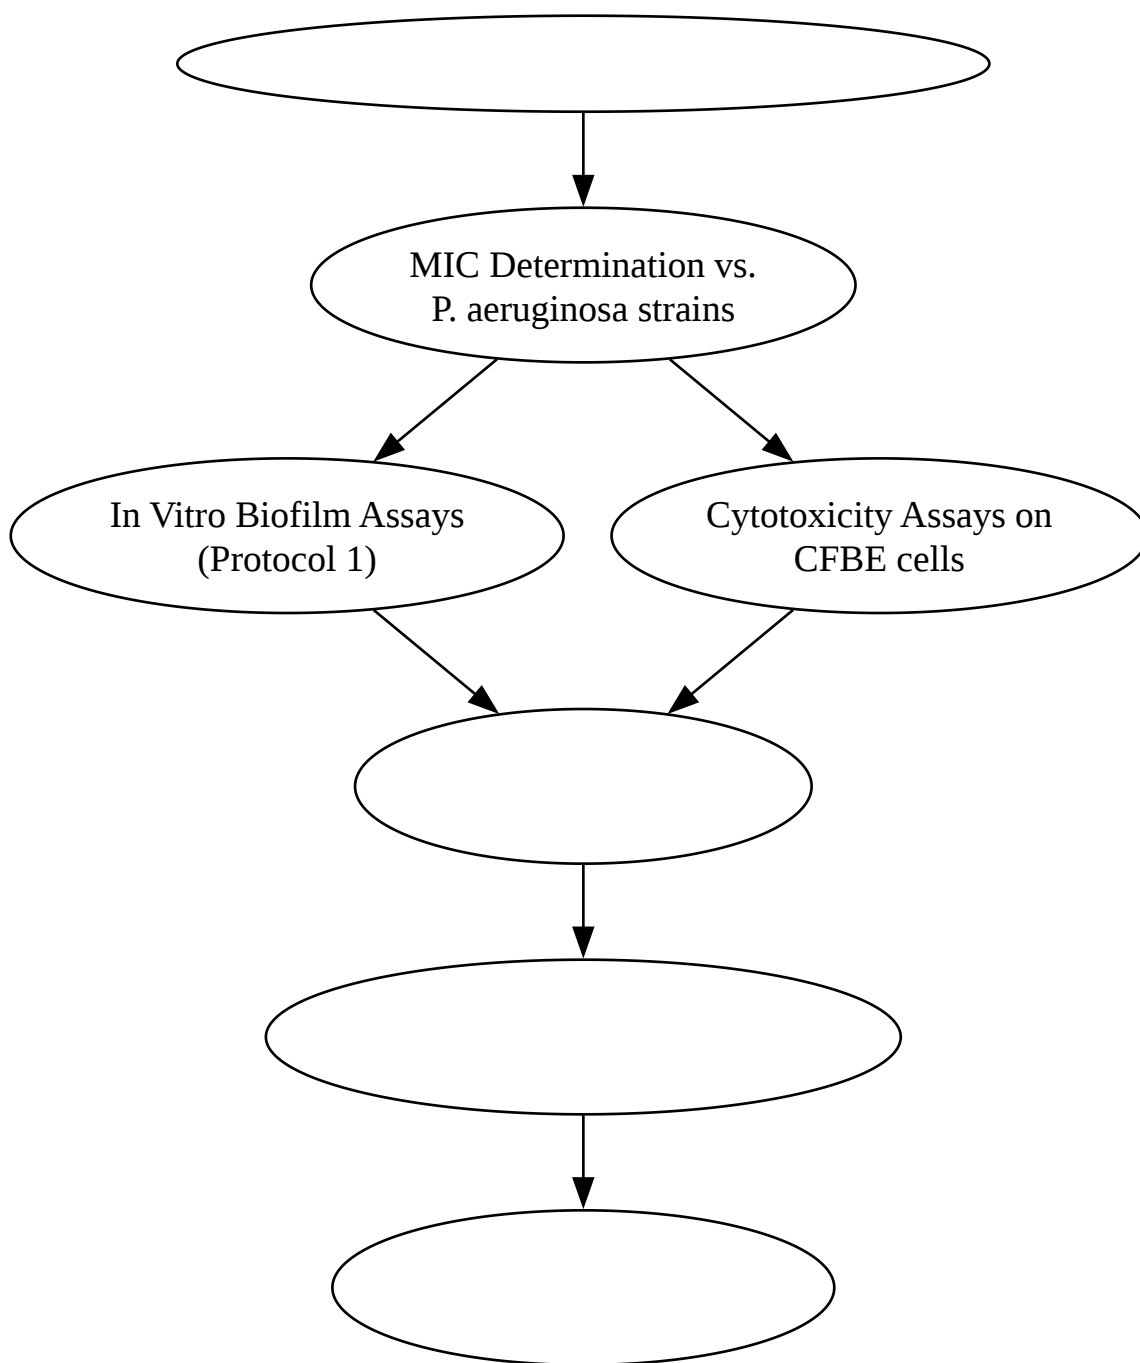 MIC Determination vs.
P. aeruginosa strains
In Vitro Biofilm Assays
(Protocol 1)
Cytotoxicity Assays on
CFBE cells